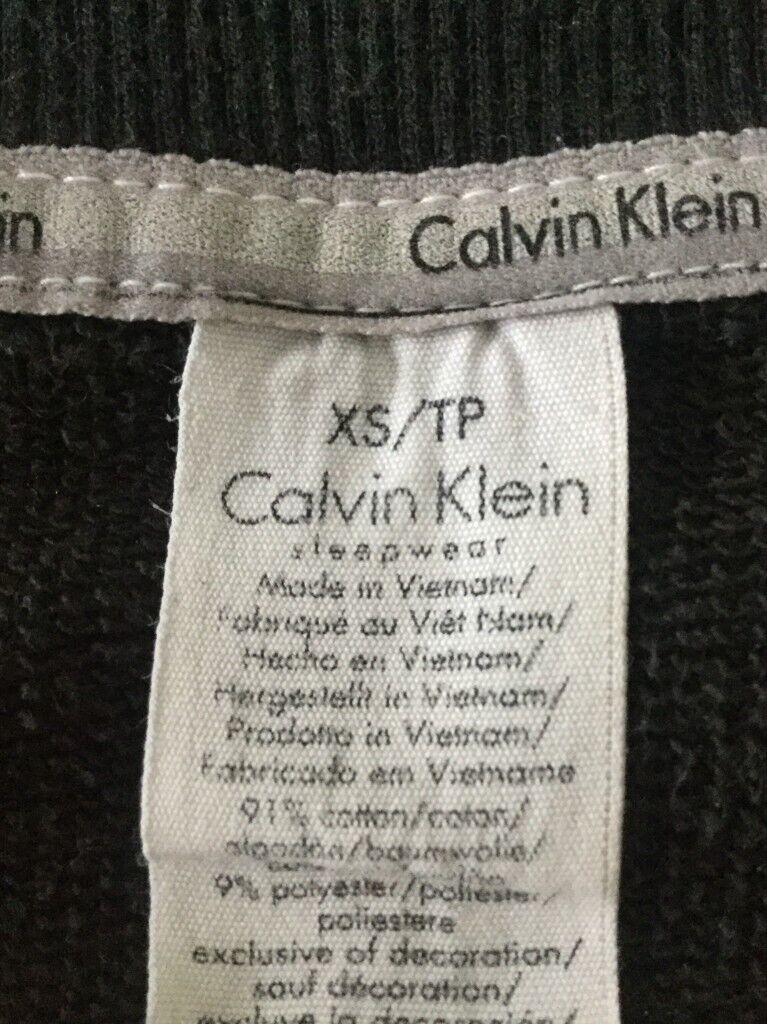 in
Calvin Klein
XS/TP
Calvin Klein
sleepwear
Made in Vietnam/
Fabriqué au Viêt Nam/
Hecho en Vietnam/
Hergestellt in Vietnam/
Prodotto in Vietnam/
Fabricado em Vietname
91% cotton/coton/
algodón/baumwolle/
9% polyester/poliester/
poliestere
exclusive of decoration/
sauf décoration/